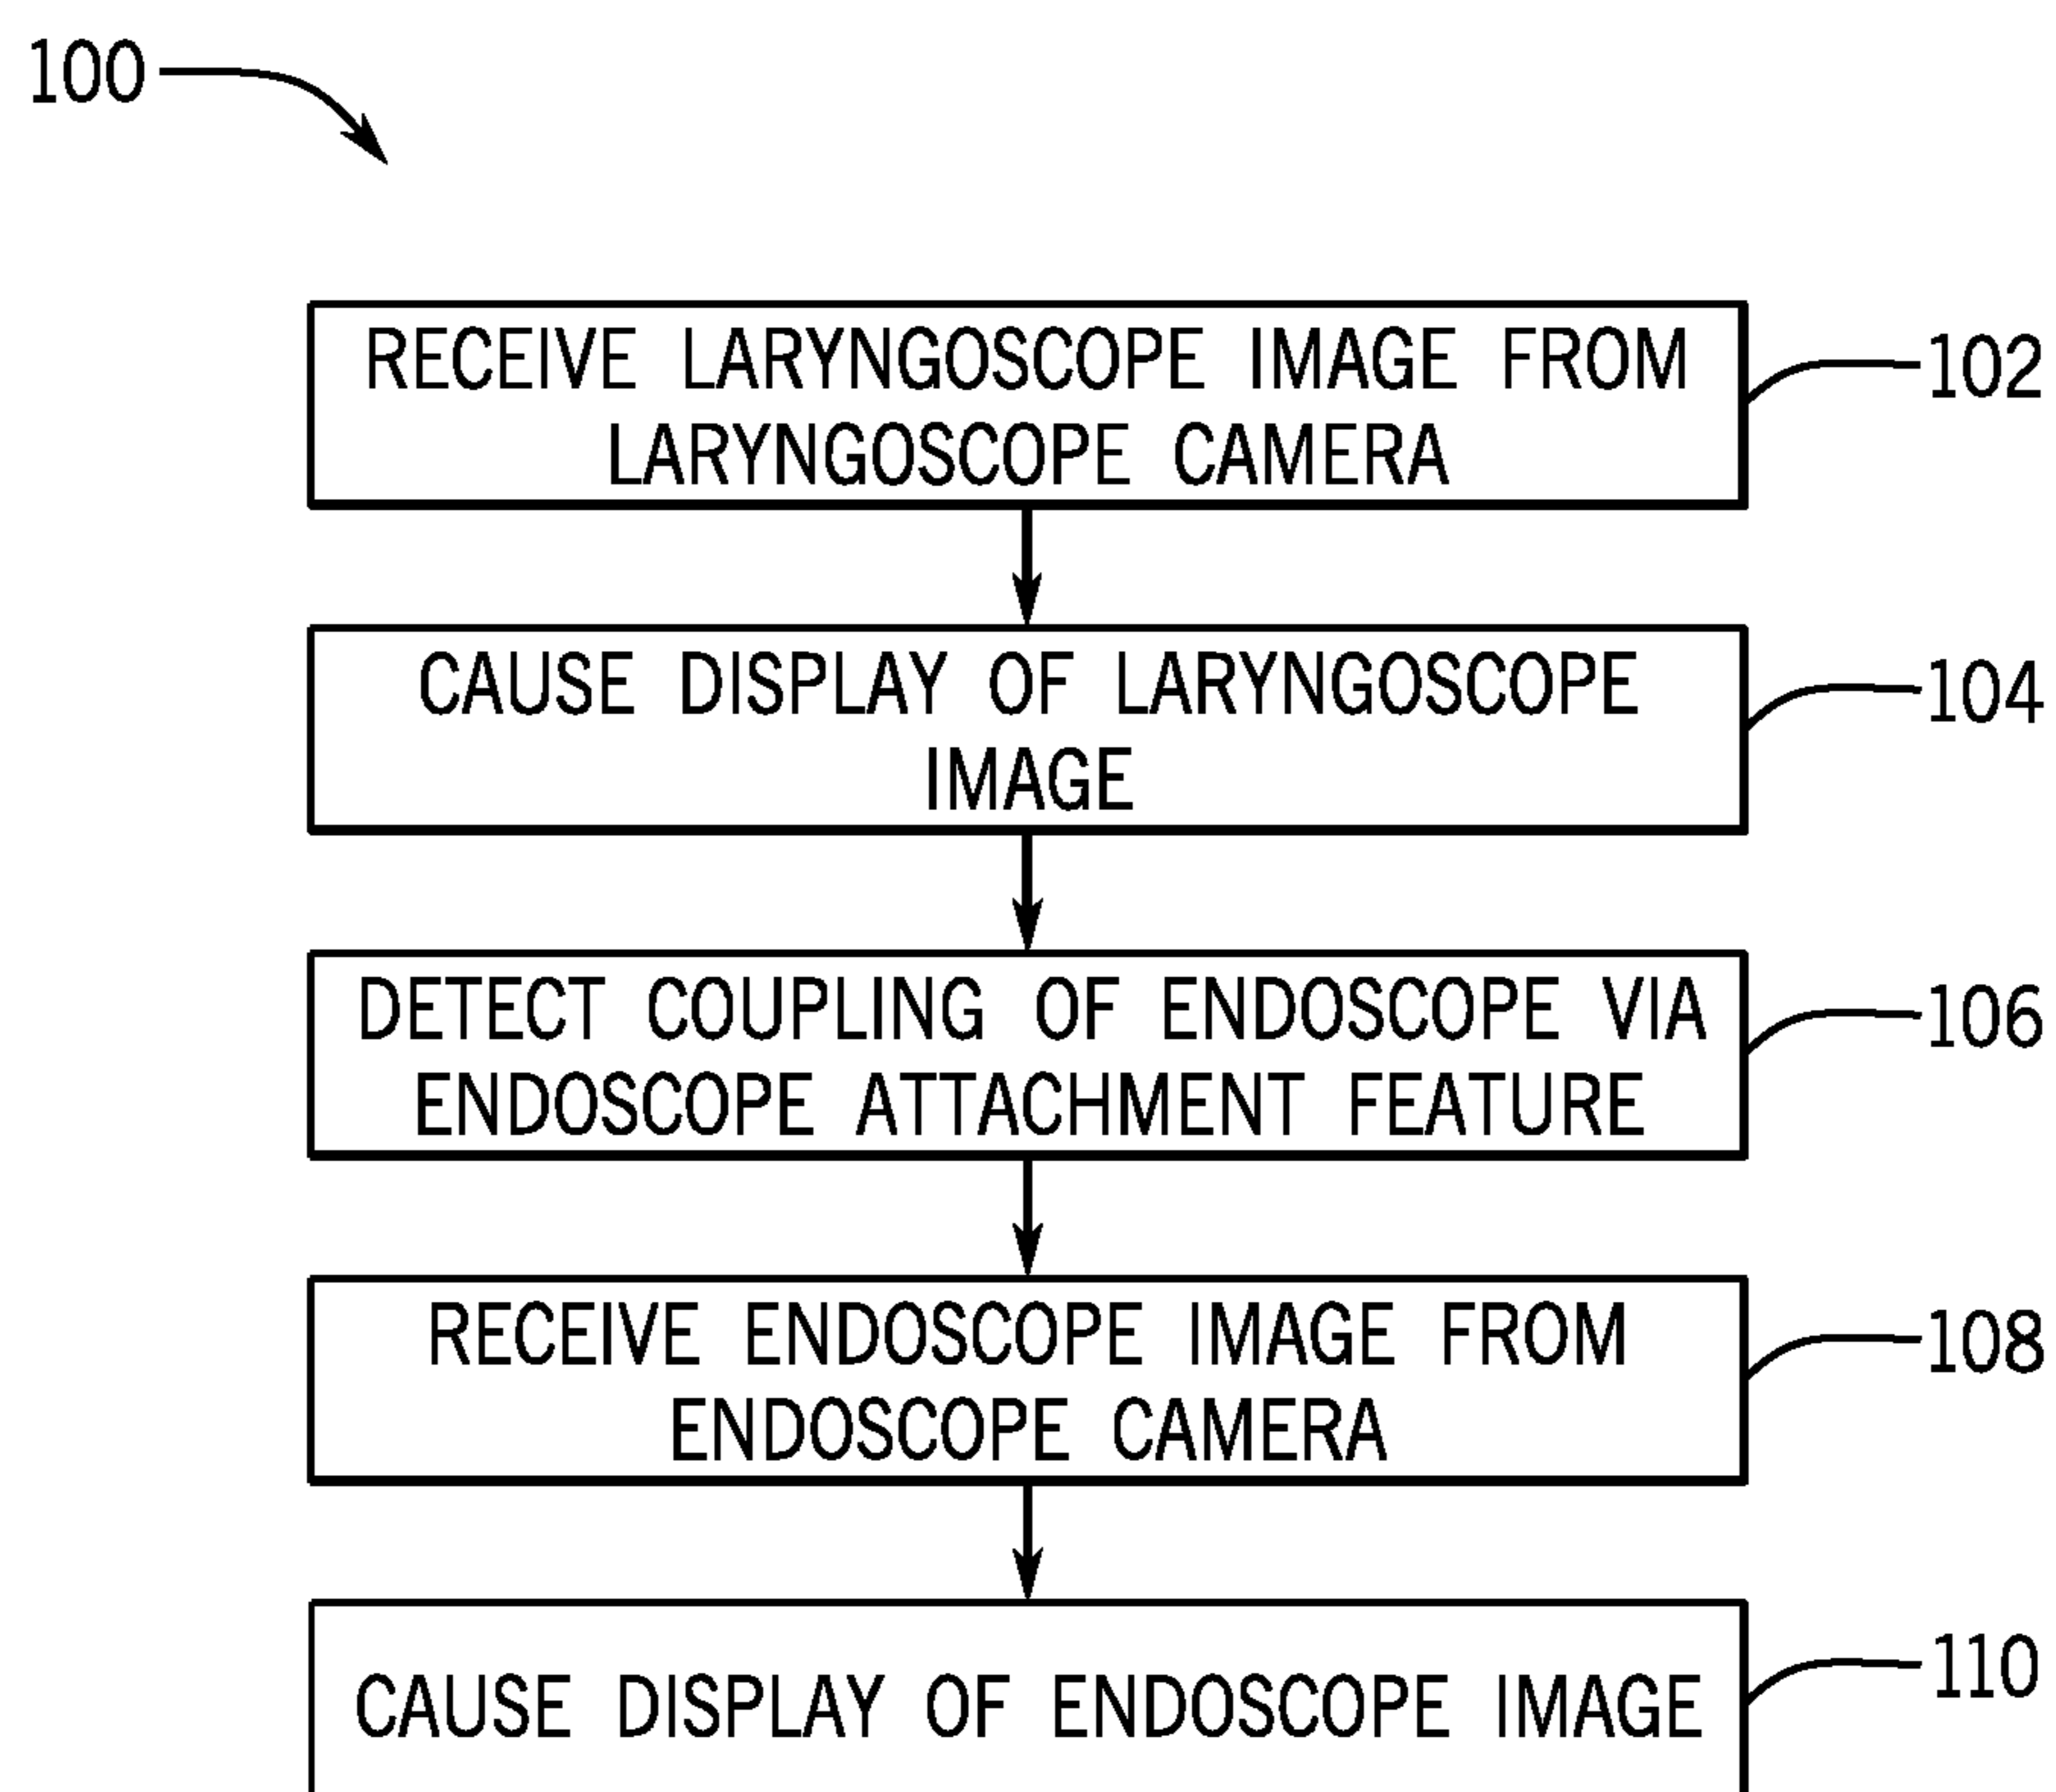 100
RECEIVE LARYNGOSCOPE IMAGE FROM
LARYNGOSCOPE CAMERA
102
CAUSE DISPLAY OF LARYNGOSCOPE
IMAGE
104
DETECT COUPLING OF ENDOSCOPE VIA
ENDOSCOPE ATTACHMENT FEATURE
106
RECEIVE ENDOSCOPE IMAGE FROM
ENDOSCOPE CAMERA
108
CAUSE DISPLAY OF ENDOSCOPE IMAGE
110